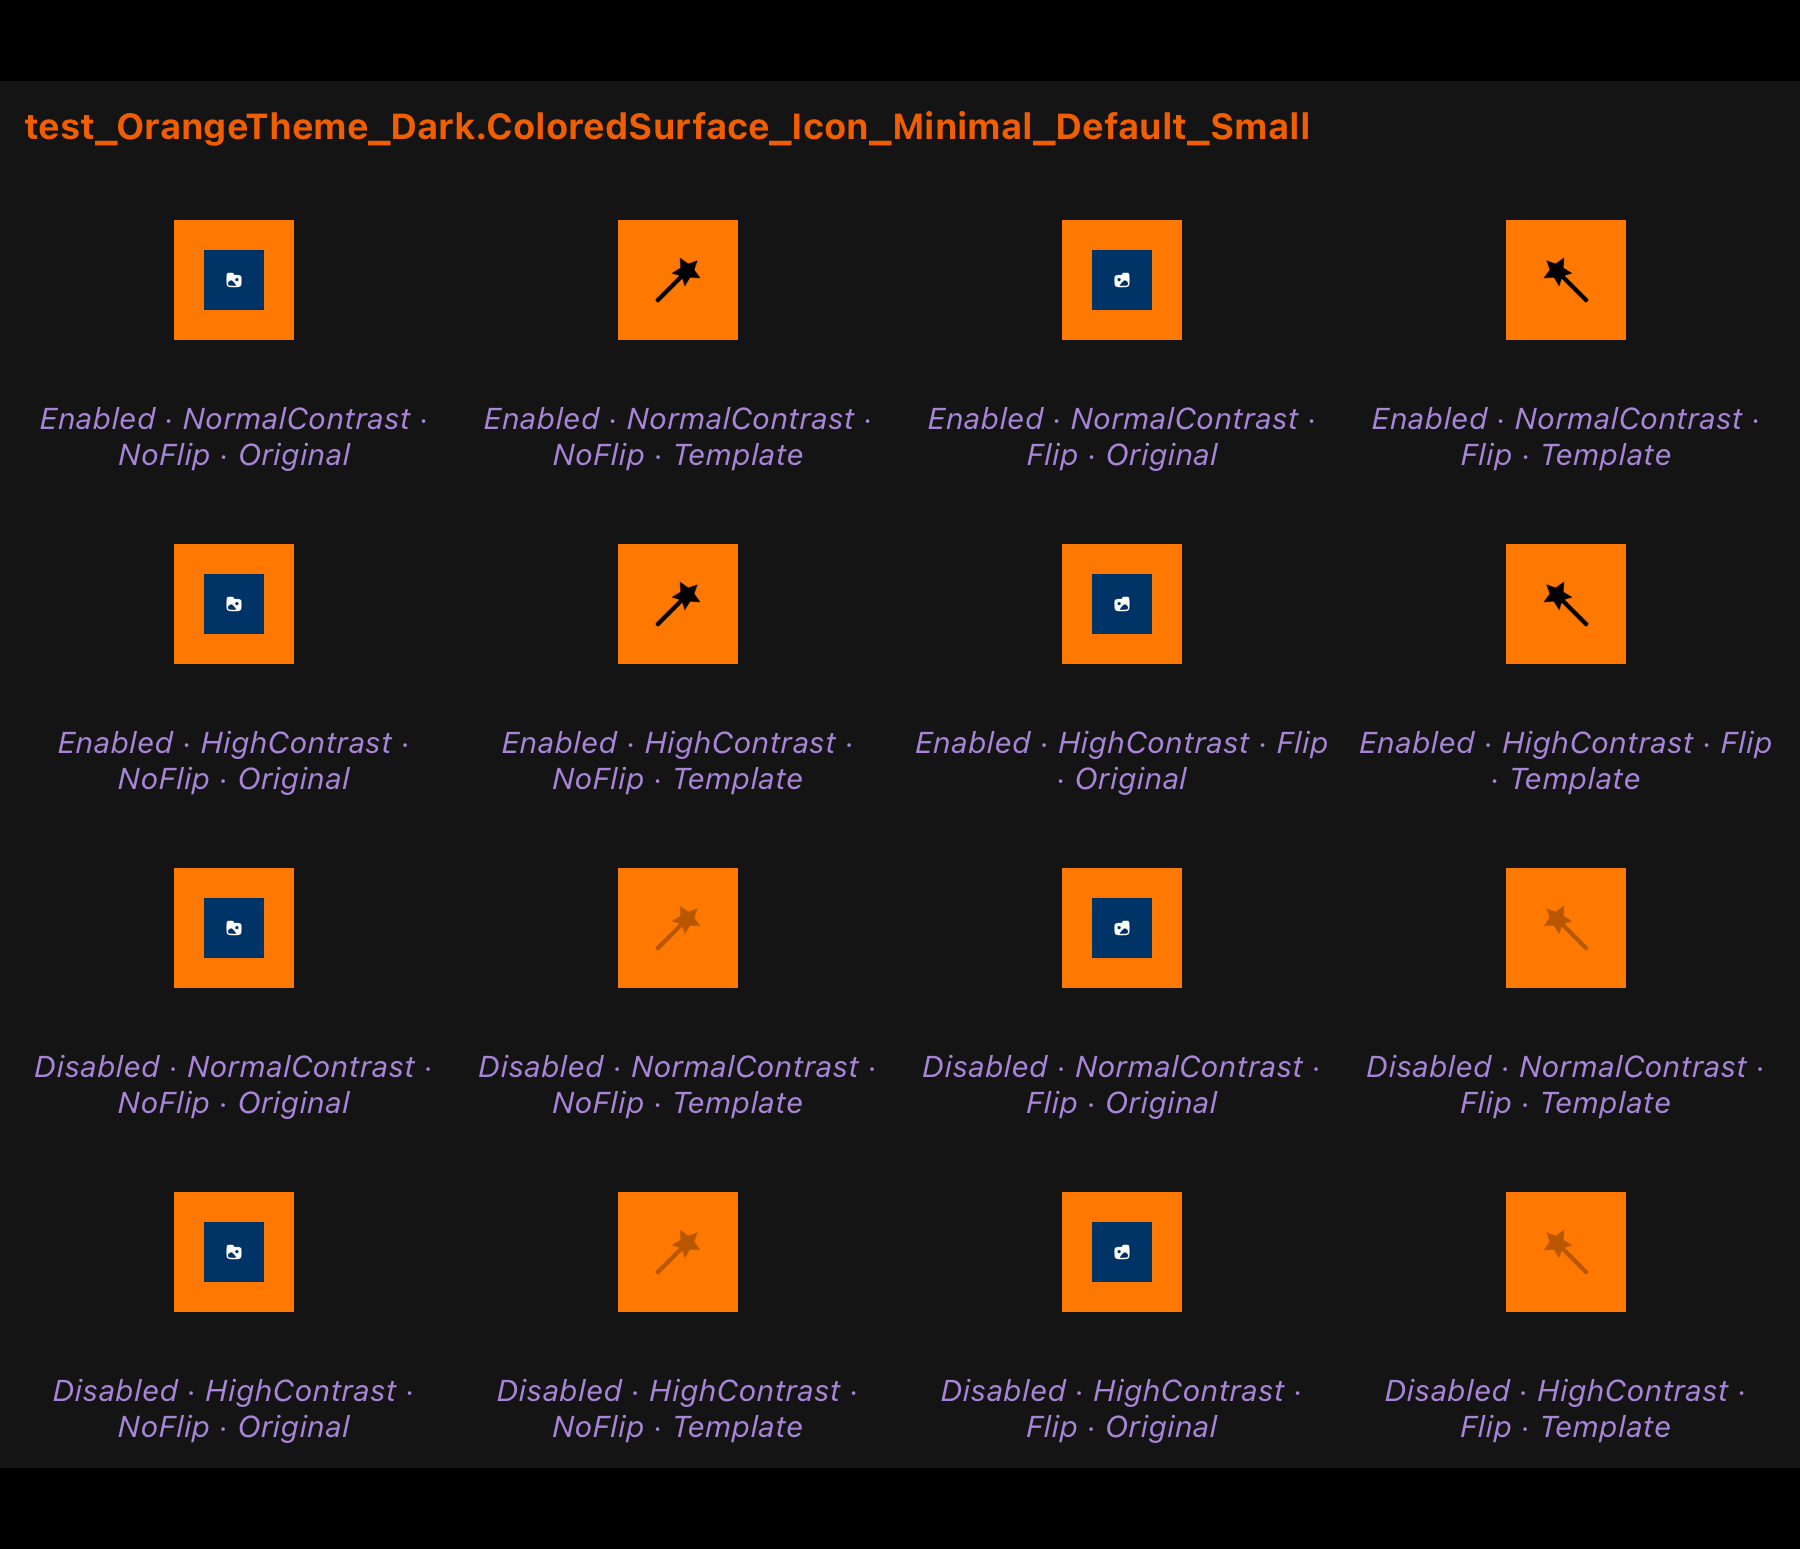 test_OrangeTheme_Dark.ColoredSurface_Icon_Minimal_Default_Small
Enabled · NormalContrast ·
NoFlip · Original
Enabled · NormalContrast ·
NoFlip · Template
Enabled · NormalContrast ·
Flip · Original
Enabled · NormalContrast ·
Flip · Template
Enabled · HighContrast ·
NoFlip · Original
Enabled · HighContrast ·
NoFlip · Template
Enabled · HighContrast · Flip
· Original
Enabled · HighContrast · Flip
· Template
Disabled · NormalContrast ·
NoFlip · Original
Disabled · NormalContrast ·
NoFlip · Template
Disabled · NormalContrast ·
Flip · Original
Disabled · NormalContrast ·
Flip · Template
Disabled · HighContrast ·
NoFlip · Original
Disabled · HighContrast ·
NoFlip · Template
Disabled · HighContrast ·
Flip · Original
Disabled · HighContrast ·
Flip · Template